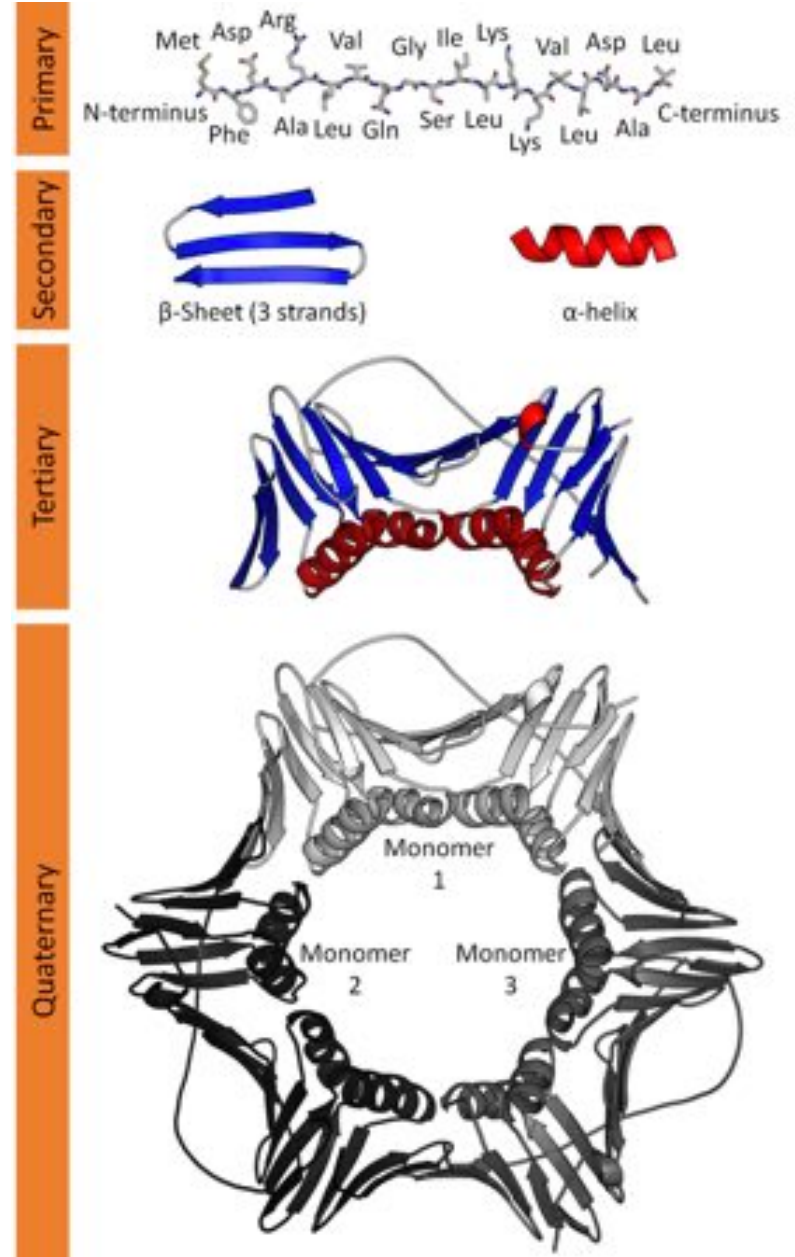 Primary
Met Asp Arg Val Gly Ile Lys Val Asp Leu
N-terminus C-terminus
Phe Ala Leu Gln Ser Leu Lys Leu Ala
Secondary
β-Sheet (3 strands) α-helix
Tertiary
Quaternary
Monomer
1
Monomer Monomer
2 3